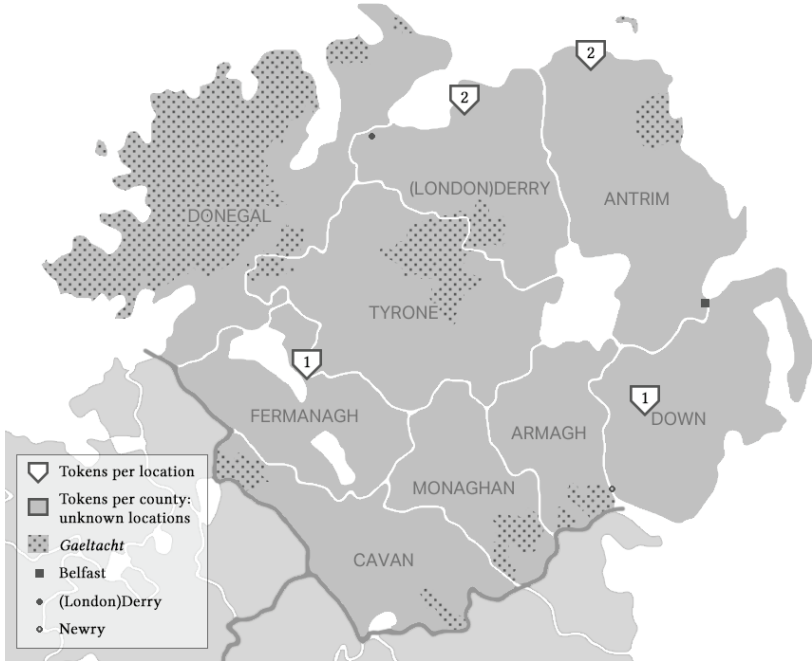 2
2
(LONDON)DERRY
ANTRIM
DONEGAL
TYRONE
1
1
FERMANAGH
DOWN
ARMAGH
MONAGHAN
CAVAN
Tokens per location
Tokens per county:
unknown locations
Gaeltacht
Belfast
(London)Derry
Newry